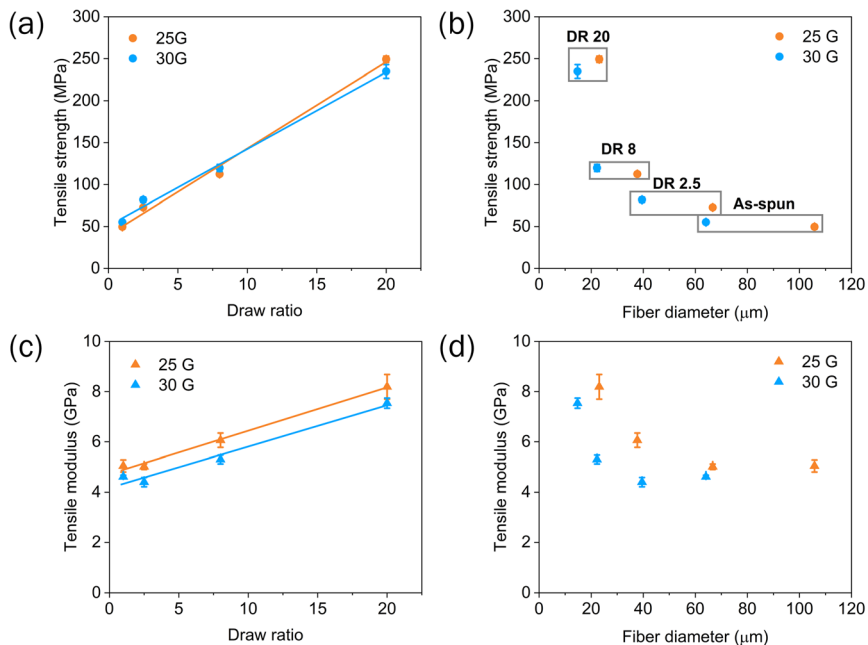 (a)
25G
30G
Tensile strength (MPa)
300
250
200
150
100
50
0
0
5
10
15
20
Draw ratio
(b)
25 G
30 G
DR 20
DR 8
DR 2.5
As-spun
Tensile strength (MPa)
300
250
200
150
100
50
0
0
20
40
60
80
100
120
Fiber diameter (μm)
(c)
25 G
30 G
Tensile modulus (GPa)
10
8
6
4
2
0
0
5
10
15
20
Draw ratio
(d)
25 G
30 G
Tensile modulus (GPa)
10
8
6
4
2
0
0
20
40
60
80
100
120
Fiber diameter (μm)